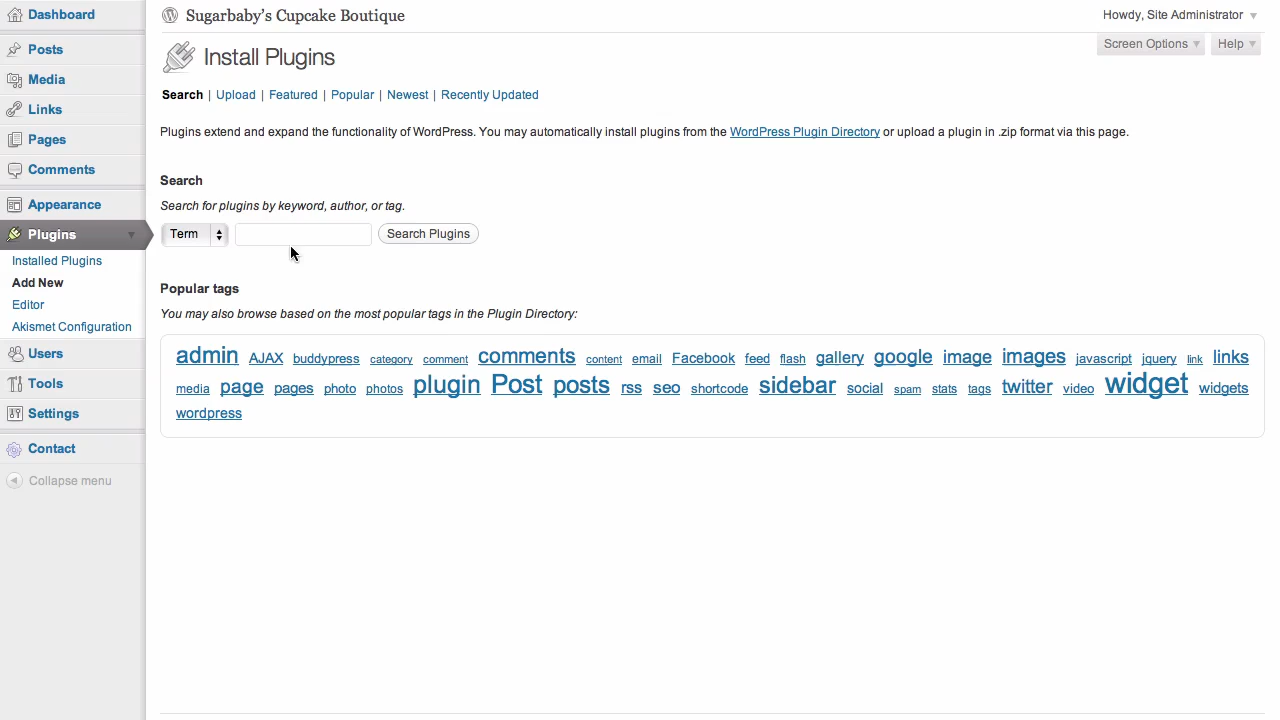 Dashboard
Posts
Media
Links
Pages
Comments
Appearance
Plugins
Installed Plugins
Add New
Editor
Akismet Configuration
Users
Tools
Settings
Contact
Collapse menu
Sugarbaby's Cupcake Boutique
Howdy, Site Administrator
Screen Options
Help
Install Plugins
Search | Upload | Featured | Popular | Newest | Recently Updated
Plugins extend and expand the functionality of WordPress. You may automatically install plugins from the WordPress Plugin Directory or upload a plugin in .zip format via this page.
Search
Search for plugins by keyword, author, or tag.
Term Search Plugins
Popular tags
You may also browse based on the most popular tags in the Plugin Directory:
admin AJAX buddypress category comment comments content email Facebook feed flash gallery google image images javascript jquery link links
media page pages photo photos plugin Post posts rss seo shortcode sidebar social spam stats tags twitter video widget widgets
wordpress